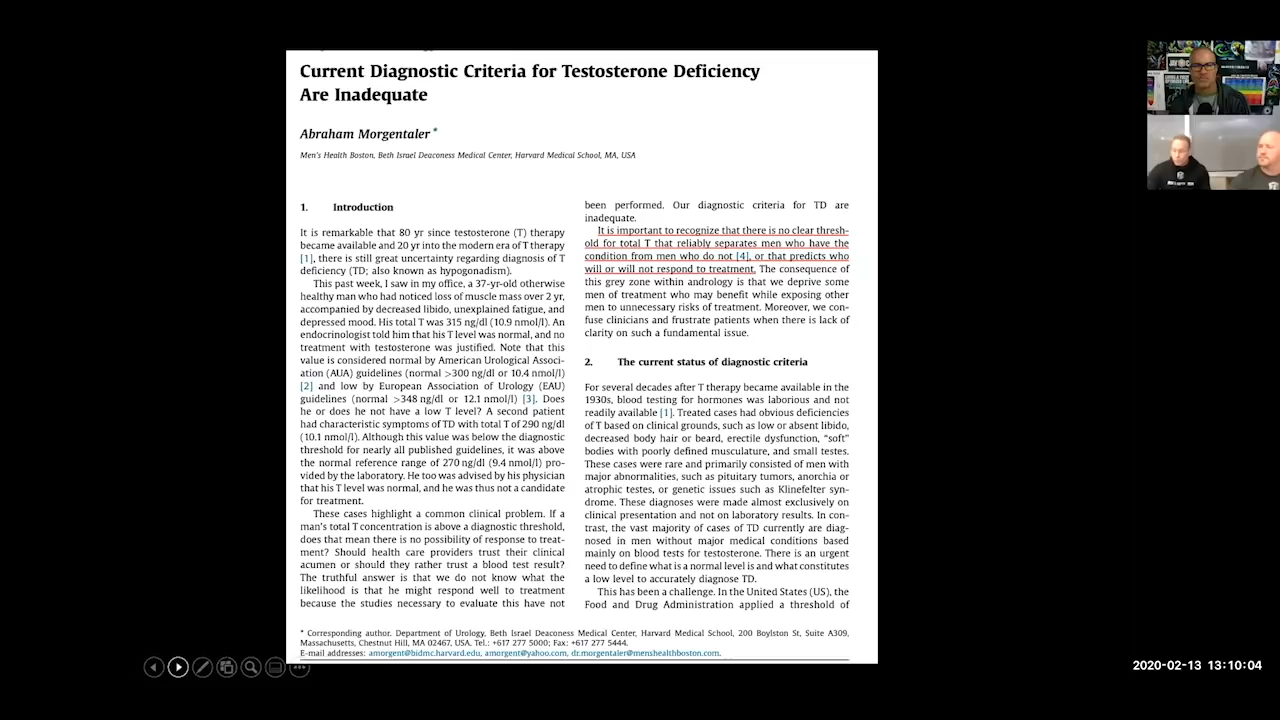 Current Diagnostic Criteria for Testosterone Deficiency
Are Inadequate
Abraham Morgentaler *
Men's Health Boston, Beth Israel Deaconess Medical Center, Harvard Medical School, MA, USA
1. Introduction
It is remarkable that 80 yr since testosterone (T) therapy
became available and 20 yr into the modern era of T therapy
[1], there is still great uncertainty regarding diagnosis of T
deficiency (TD; also known as hypogonadism).
This past week, I saw in my office, a 37-yr-old otherwise
healthy man who had noticed loss of muscle mass over 2 yr,
accompanied by decreased libido, unexplained fatigue, and
depressed mood. His total T was 315 ng/dl (10.9 nmol/l). An
endocrinologist told him that his T level was normal, and no
treatment with testosterone was justified. Note that this
value is considered normal by American Urological Associ-
ation (AUA) guidelines (normal >300 ng/dl or 10.4 nmol/l)
[2] and low by European Association of Urology (EAU)
guidelines (normal >348 ng/dl or 12.1 nmol/l) [3]. Does
he or does he not have a low T level? A second patient
had characteristic symptoms of TD with total T of 290 ng/dl
(10.1 nmol/l). Although this value was below the diagnostic
threshold for nearly all published guidelines, it was above
the normal reference range of 270 ng/dl (9.4 nmol/l) pro-
vided by the laboratory. He too was advised by his physician
that his T level was normal, and he was thus not a candidate
for treatment.
These cases highlight a common clinical problem. If a
man's total T concentration is above a diagnostic threshold,
does that mean there is no possibility of response to treat-
ment? Should health care providers trust their clinical
acumen or should they rather trust a blood test result?
The truthful answer is that we do not know what the
likelihood is that he might respond well to treatment
because the studies necessary to evaluate this have not
been performed. Our diagnostic criteria for TD are
inadequate.
It is important to recognize that there is no clear thresh-
old for total T that reliably separates men who have the
condition from men who do not [4], or that predicts who
will or will not respond to treatment. The consequence of
this grey zone within andrology is that we deprive some
men of treatment who may benefit while exposing other
men to unnecessary risks of treatment. Moreover, we con-
fuse clinicians and frustrate patients when there is lack of
clarity on such a fundamental issue.
2. The current status of diagnostic criteria
For several decades after T therapy became available in the
1930s, blood testing for hormones was laborious and not
readily available [1]. Treated cases had obvious deficiencies
of T based on clinical grounds, such as low or absent libido,
decreased body hair or beard, erectile dysfunction, “soft”
bodies with poorly defined musculature, and small testes.
These cases were rare and primarily consisted of men with
major abnormalities, such as pituitary tumors, anorchia or
atrophic testes, or genetic issues such as Klinefelter syn-
drome. These diagnoses were made almost exclusively on
clinical presentation and not on laboratory results. In con-
trast, the vast majority of cases of TD currently are diag-
nosed in men without major medical conditions based
mainly on blood tests for testosterone. There is an urgent
need to define what is a normal level is and what constitutes
a low level to accurately diagnose TD.
This has been a challenge. In the United States (US), the
Food and Drug Administration applied a threshold of
* Corresponding author. Department of Urology, Beth Israel Deaconess Medical Center, Harvard Medical School, 200 Boylston St, Suite A309,
Massachusetts, Chestnut Hill, MA 02467, USA. Tel.: +617 277 5000; Fax: +617 277 5444.
E-mail addresses: amorgent@bidmc.harvard.edu, amorgent@yahoo.com, dr.morgentaler@menshealthboston.com.
2020-02-13 13:10:04